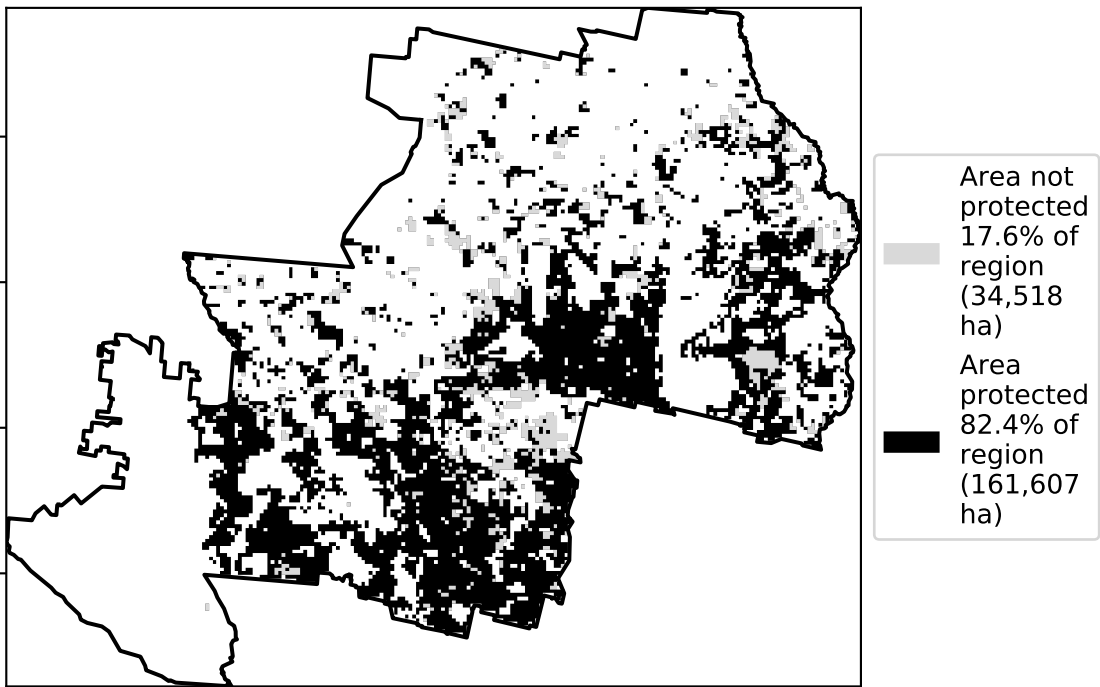 Area not
protected
17.6% of
region
(34,518
ha)
Area
protected
82.4% of
region
(161,607
ha)